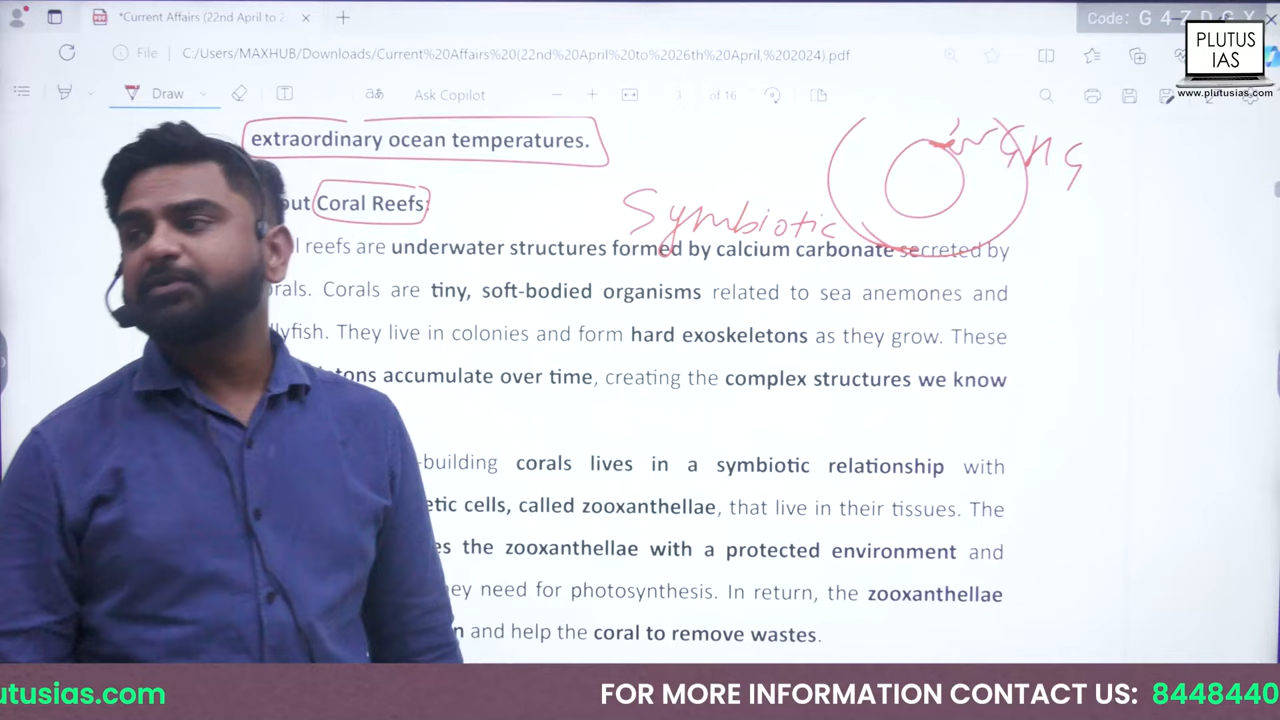 *Current Affairs (22nd April to 2
Code: G 4 Z D G X
PLUTUS
IAS
www.plutusias.com
File
C:/Users/MAXHUB/Downloads/Current%20Affairs%20(22nd%20April%20to%2026th%20April,%202024).pdf
Draw
Ask Copilot
3 of 16
extraordinary ocean temperatures.
out Coral Reefs:
Symbiotic
l reefs are underwater structures formed by calcium carbonate secreted by
rals. Corals are tiny, soft-bodied organisms related to sea anemones and
llyfish. They live in colonies and form hard exoskeletons as they grow. These
tons accumulate over time, creating the complex structures we know
-building corals lives in a symbiotic relationship with
etic cells, called zooxanthellae, that live in their tissues. The
es the zooxanthellae with a protected environment and
ey need for photosynthesis. In return, the zooxanthellae
n and help the coral to remove wastes.
utusias.com
FOR MORE INFORMATION CONTACT US: 8448440